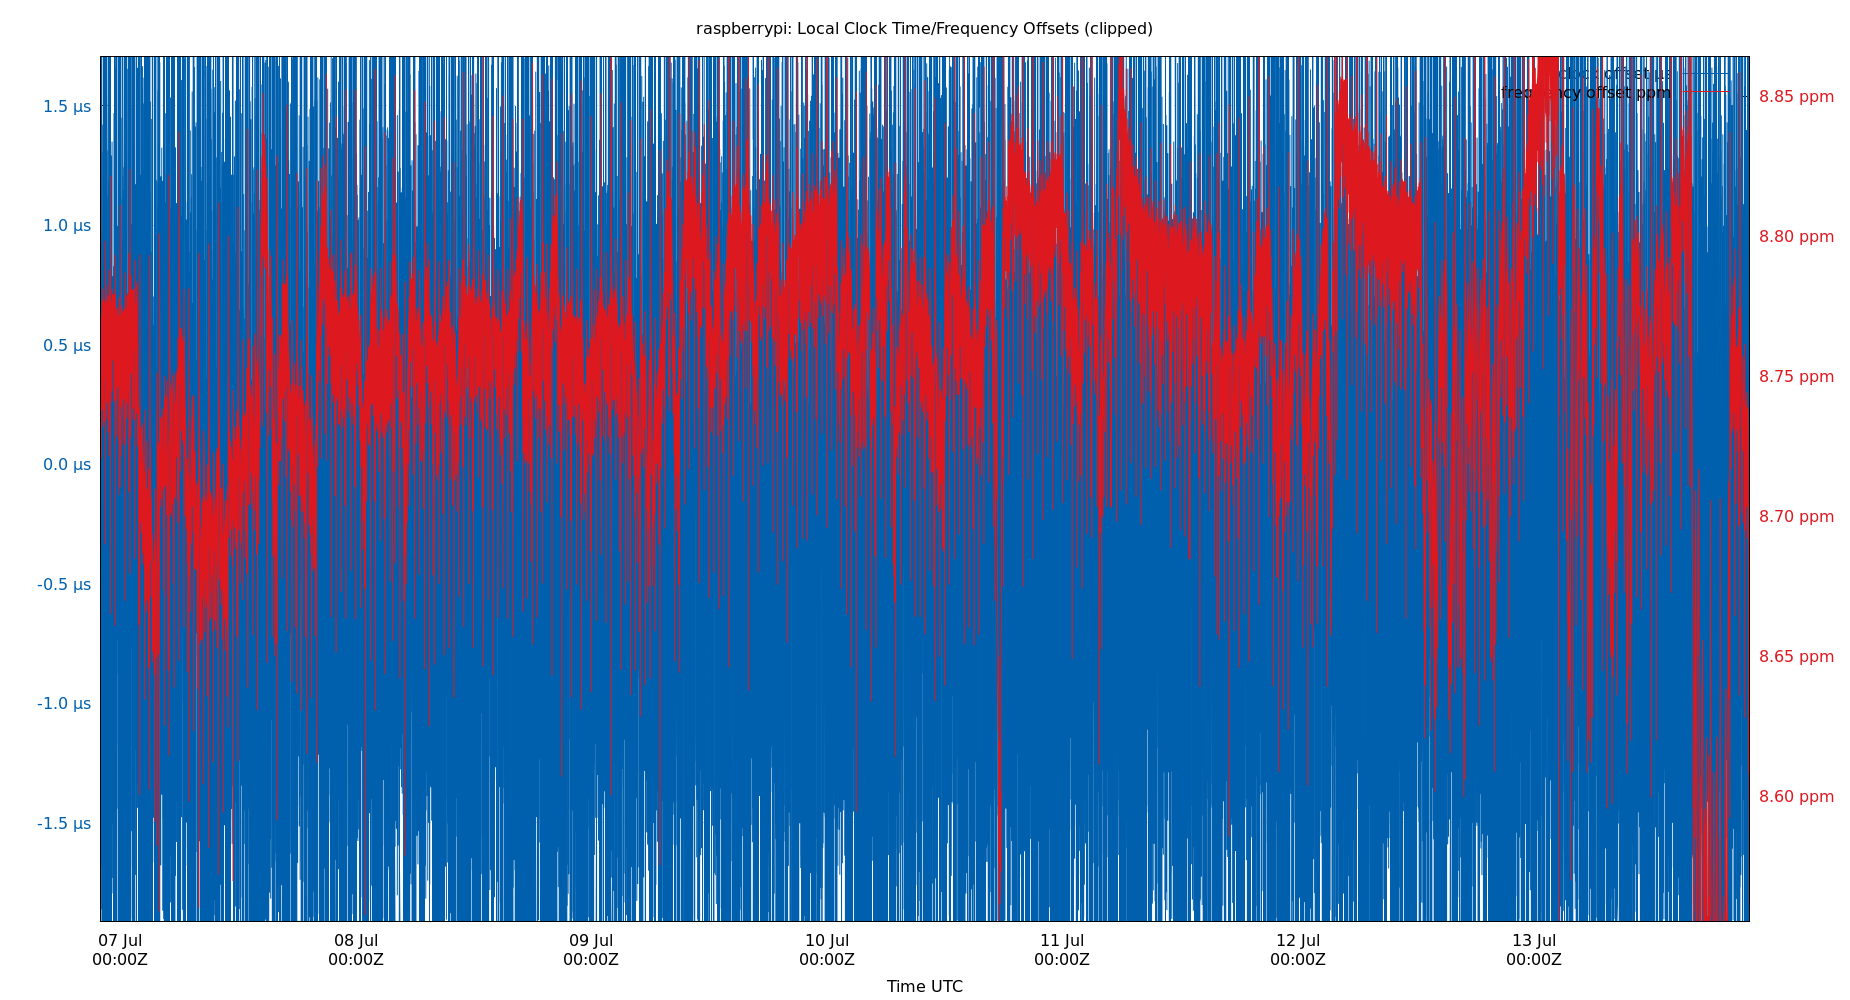 raspberrypi: Local Clock Time/Frequency Offsets (clipped)
clock offset µs
frequency offset ppm
1.5 µs
1.0 µs
0.5 µs
0.0 µs
-0.5 µs
-1.0 µs
-1.5 µs
8.85 ppm
8.80 ppm
8.75 ppm
8.70 ppm
8.65 ppm
8.60 ppm
07 Jul 08 Jul 09 Jul 10 Jul 11 Jul 12 Jul 13 Jul
00:00Z 00:00Z 00:00Z 00:00Z 00:00Z 00:00Z 00:00Z
Time UTC